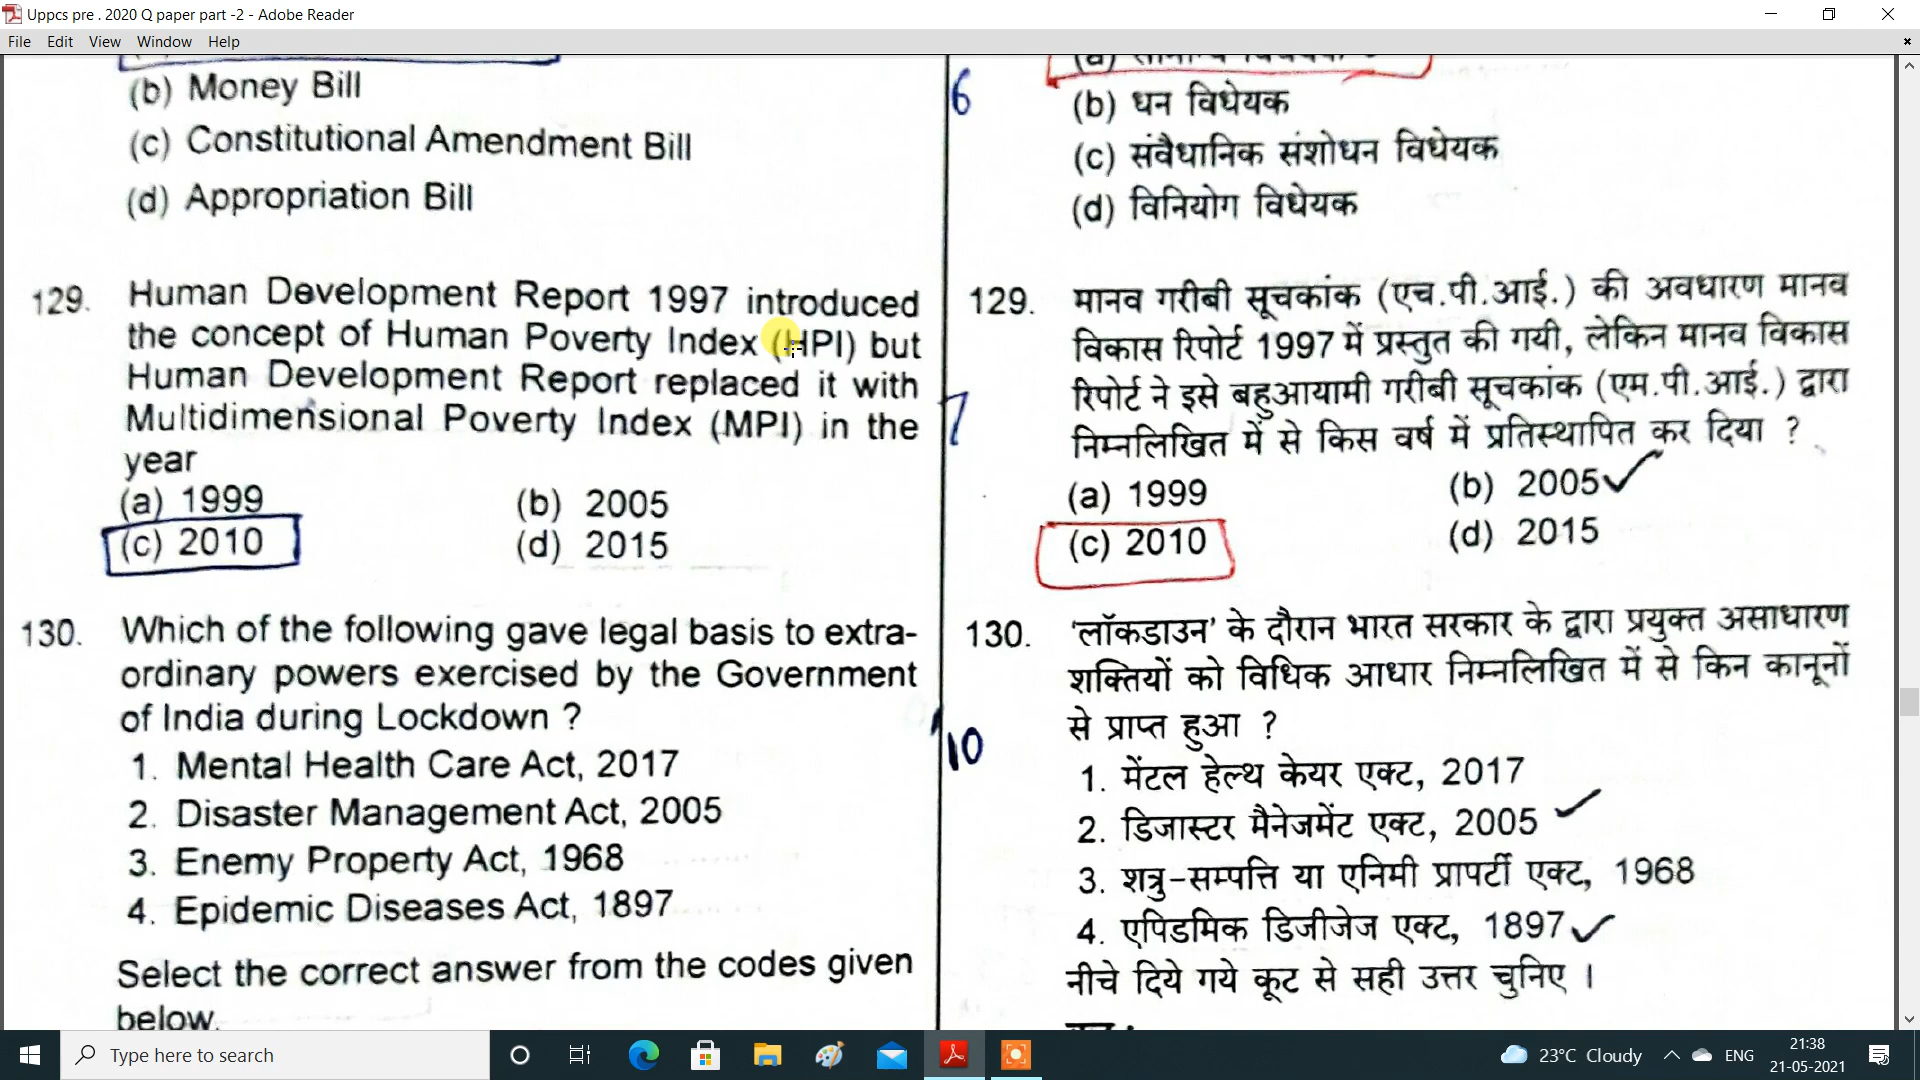 Uppcs pre . 2020 Q paper part -2 - Adobe Reader
File Edit View Window Help
(b) Money Bill
(c) Constitutional Amendment Bill
(d) Appropriation Bill
129. Human Development Report 1997 introduced
the concept of Human Poverty Index (HPI) but
Human Development Report replaced it with
Multidimensional Poverty Index (MPI) in the
year
(a) 1999 (b) 2005
(c) 2010 (d) 2015
130. Which of the following gave legal basis to extra-
ordinary powers exercised by the Government
of India during Lockdown ?
1. Mental Health Care Act, 2017
2. Disaster Management Act, 2005
3. Enemy Property Act, 1968
4. Epidemic Diseases Act, 1897
Select the correct answer from the codes given
below.
6
7
10
(b) धन विधेयक
(c) संवैधानिक संशोधन विधेयक
(d) विनियोग विधेयक
129. मानव गरीबी सूचकांक (एच.पी.आई.) की अवधारण मानव
विकास रिपोर्ट 1997 में प्रस्तुत की गयी, लेकिन मानव विकास
रिपोर्ट ने इसे बहुआयामी गरीबी सूचकांक (एम.पी.आई.) द्वारा
निम्नलिखित में से किस वर्ष में प्रतिस्थापित कर दिया ?
(a) 1999 (b) 2005
(c) 2010 (d) 2015
130. 'लॉकडाउन' के दौरान भारत सरकार के द्वारा प्रयुक्त असाधारण
शक्तियों को विधिक आधार निम्नलिखित में से किन कानूनों
से प्राप्त हुआ ?
1. मेंटल हेल्थ केयर एक्ट, 2017
2. डिजास्टर मैनेजमेंट एक्ट, 2005
3. शत्रु-सम्पत्ति या एनिमी प्रापर्टी एक्ट, 1968
4. एपिडमिक डिजीजेज एक्ट, 1897
नीचे दिये गये कूट से सही उत्तर चुनिए ।
Type here to search
23°C Cloudy
ENG
21:38
21-05-2021